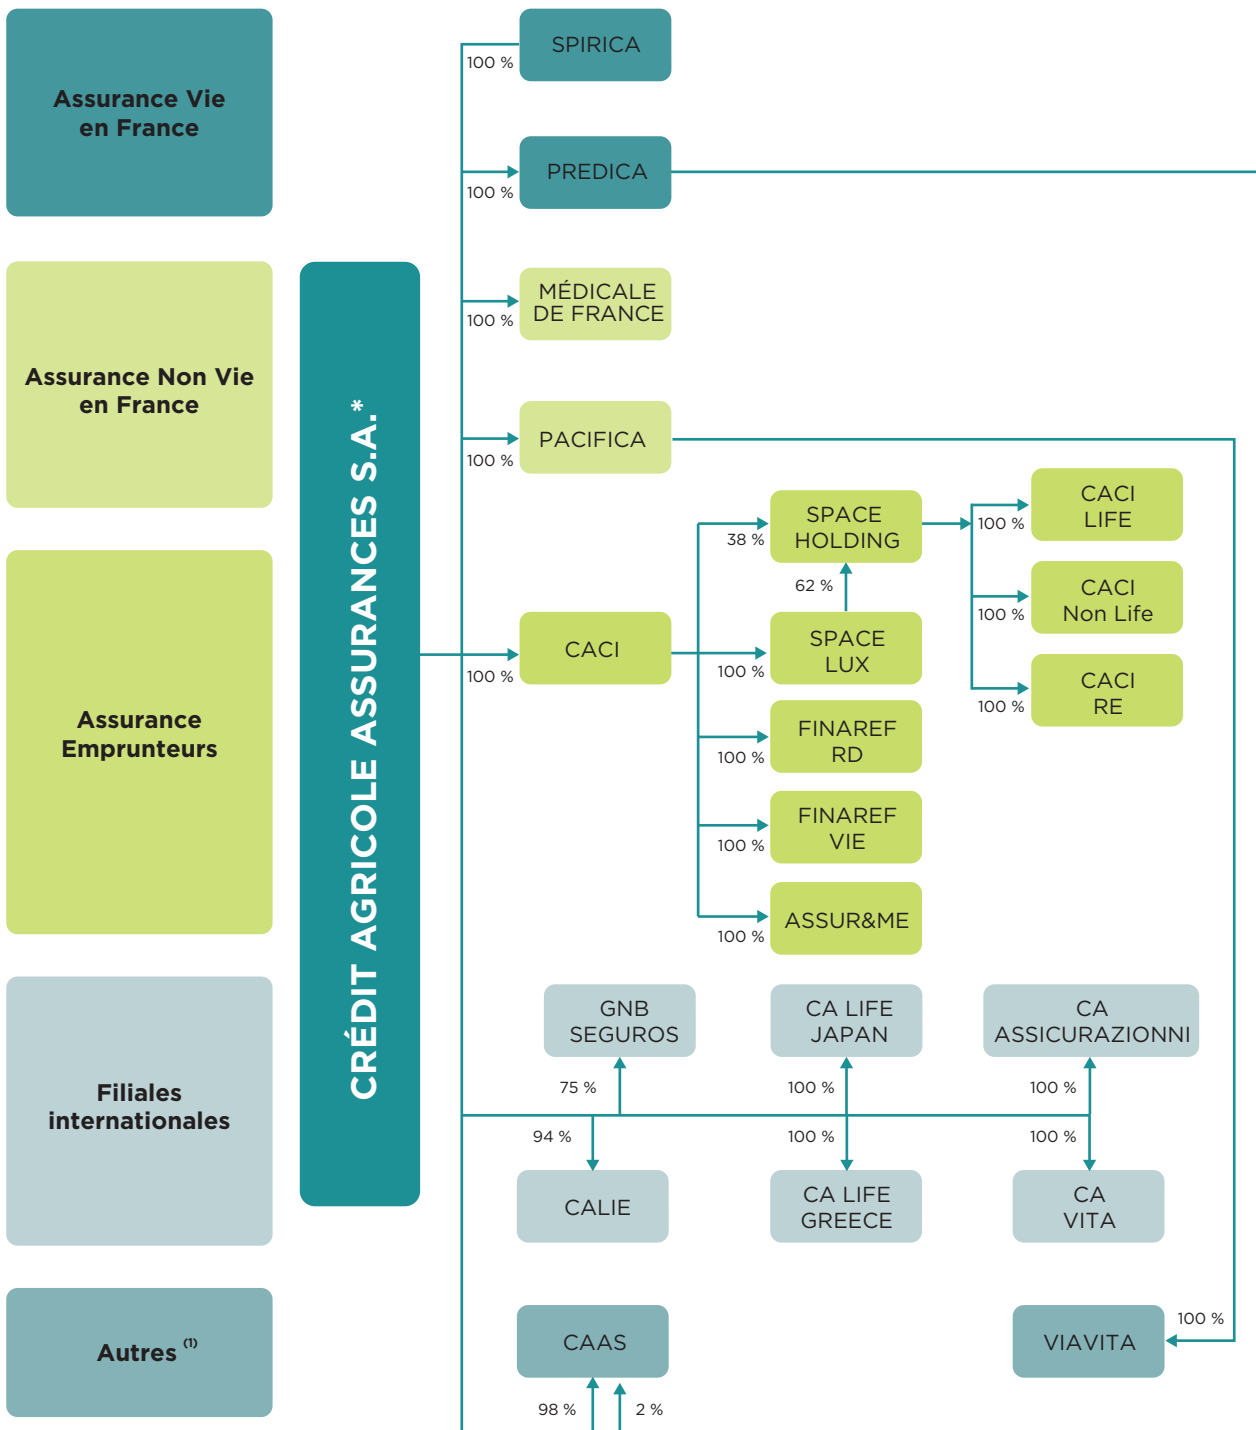 Assurance Vie
en France
Assurance Non Vie
en France
Assurance
Emprunteurs
Filiales
internationales
Autres (1)
CRÉDIT AGRICOLE ASSURANCES S.A.*
SPIRICA
100 %
PREDICA
100 %
MÉDICALE
DE FRANCE
100 %
PACIFICA
100 %
CACI
100 %
SPACE
HOLDING
38 %
62 %
SPACE
LUX
100 %
FINAREF
RD
100 %
FINAREF
VIE
100 %
ASSUR&ME
100 %
CACI
LIFE
100 %
CACI
Non Life
100 %
CACI
RE
100 %
GNB
SEGUROS
75 %
CA LIFE
JAPAN
100 %
CA
ASSICURAZIONNI
100 %
94 %
CALIE
100 %
CA LIFE
GREECE
100 %
CA
VITA
CAAS
98 %
2 %
VIAVITA
100 %